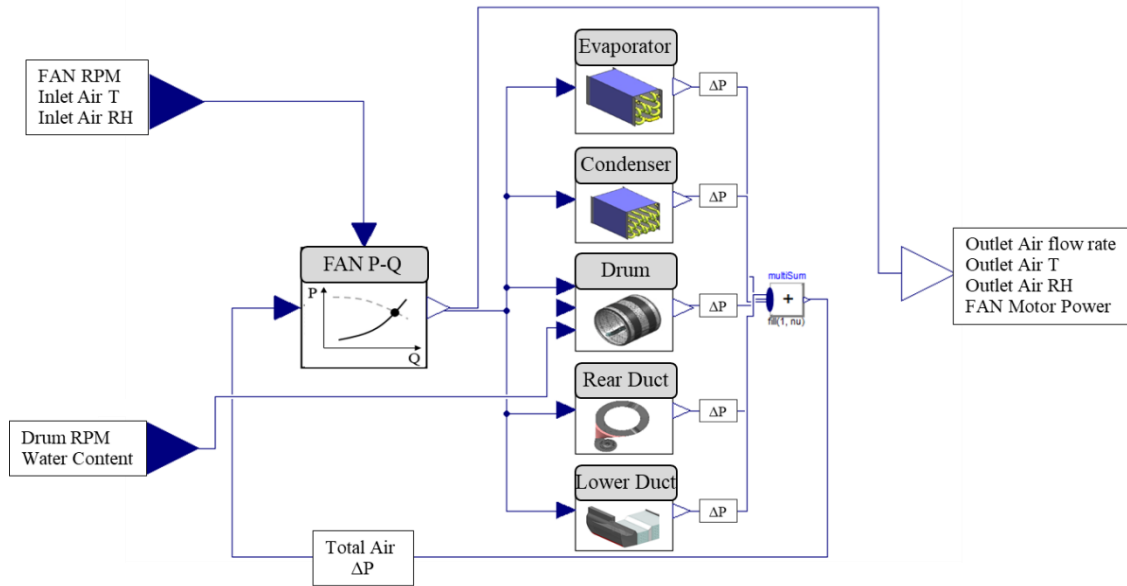 FAN RPM
Inlet Air T
Inlet Air RH
Evaporator
ΔP
Condenser
ΔP
FAN P-Q
P
Q
Drum
ΔP
multiSum
+
fill(1, nu)
Outlet Air flow rate
Outlet Air T
Outlet Air RH
FAN Motor Power
Rear Duct
ΔP
Drum RPM
Water Content
Lower Duct
ΔP
Total Air
ΔP